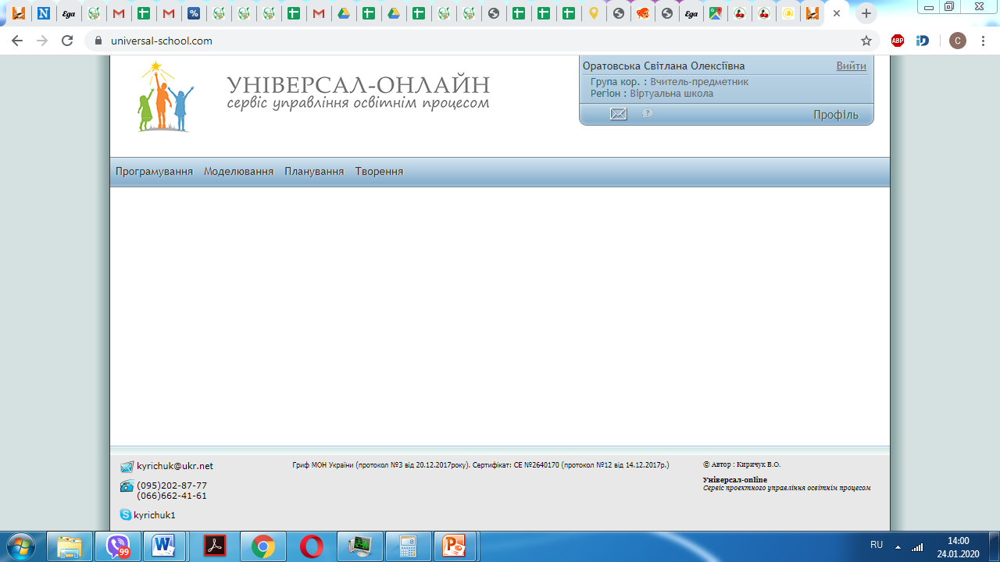 universal-school.com
ABP
C
УНІВЕРСАЛ-ОНЛАЙН
сервіс управління освітнім процесом
Оратовська Світлана Олексіївна
Вийти
Група кор. : Вчитель-предметник
Регіон : Віртуальна школа
?
Профіль
Програмування Моделювання Планування Творення
kyrichuk@ukr.net
(095)202-87-77
(066)662-41-61
kyrichuk1
Гриф МОН України (протокол №3 від 20.12.2017року). Сертифікат: СЕ №2640170 (протокол №12 від 14.12.2017р.)
© Автор : Киричук В.О.
Універсал-online
Сервіс проєктного управління освітнім процесом
99
RU
14:00
24.01.2020